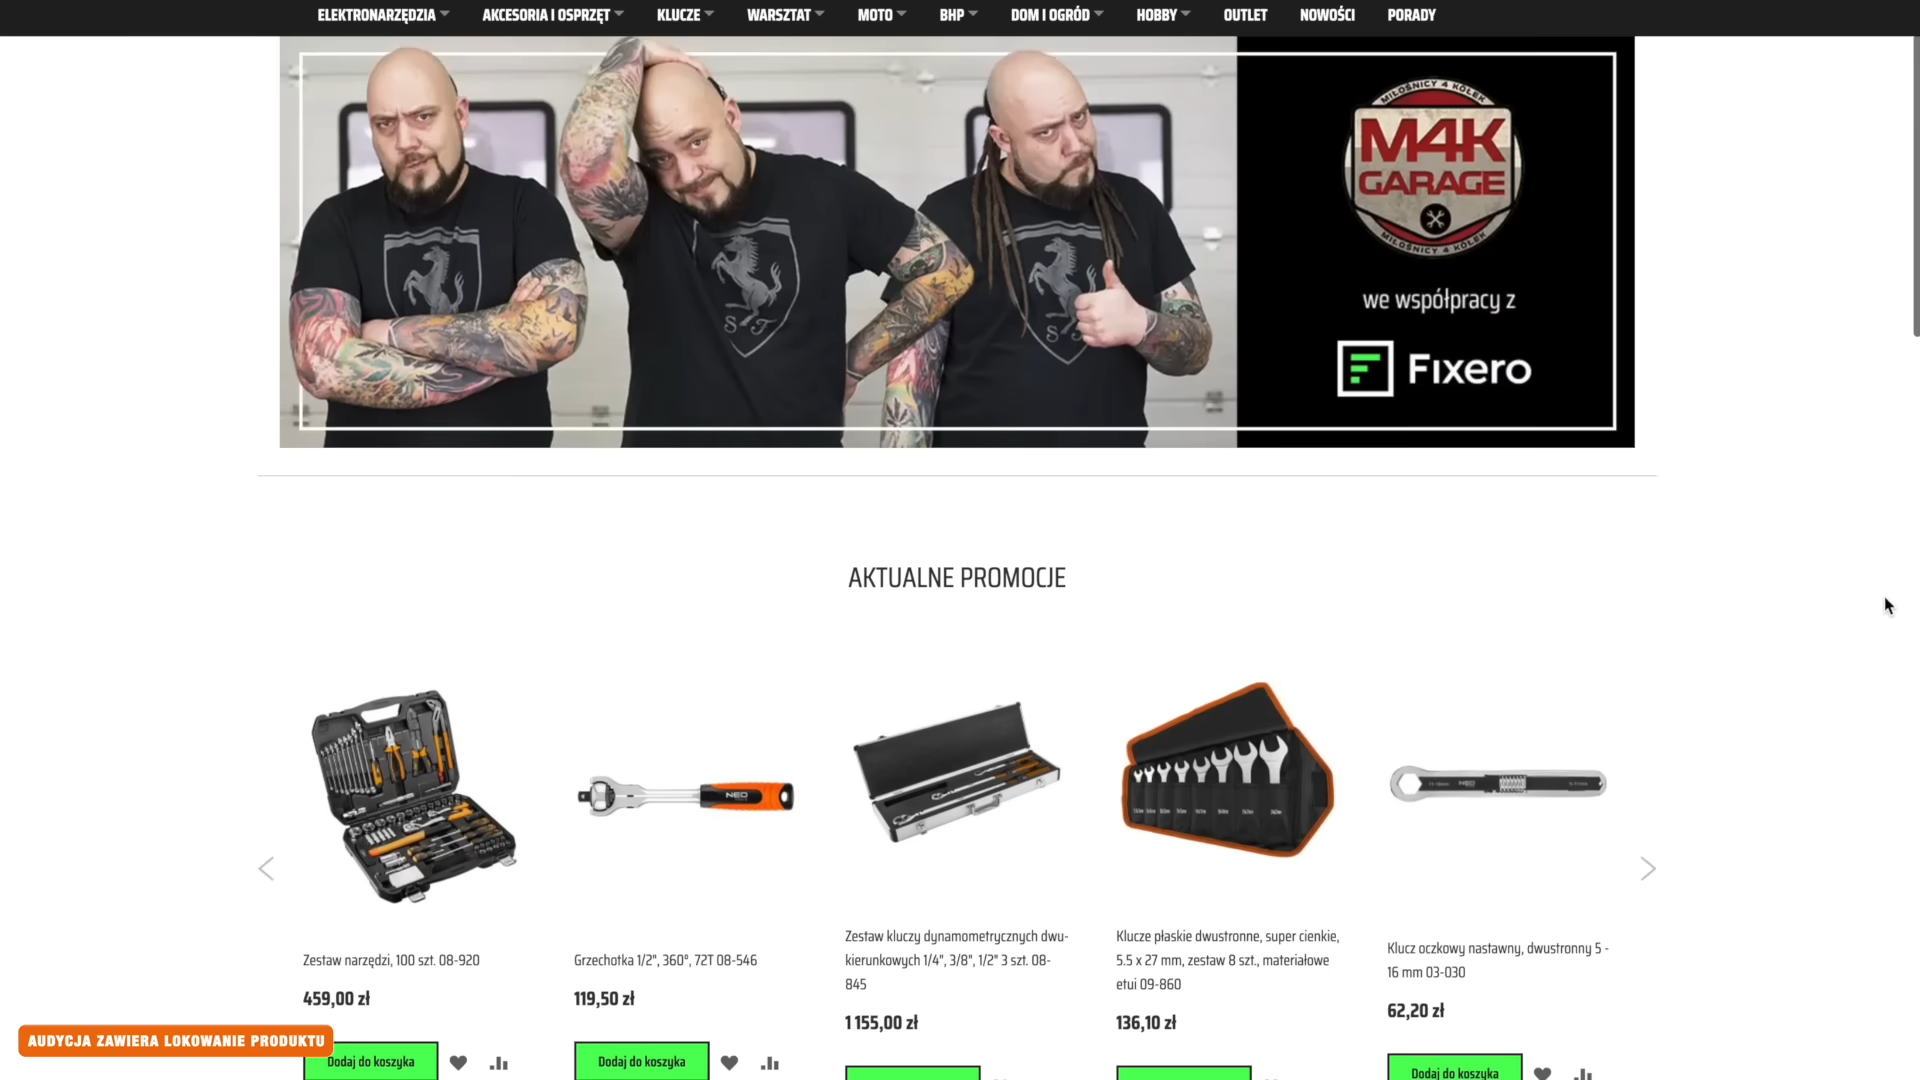 ELEKTRONARZĘDZIA
AKCESORIA I OSPRZĘT
KLUCZE
WARSZTAT
MOTO
BHP
DOM I OGRÓD
HOBBY
OUTLET
NOWOŚCI
PORADY
MIŁOŚNICY 4 KÓŁEK
M4K
GARAGE
MIŁOŚNICY 4 KÓŁEK
we współpracy z
Fixero
S F
S F
AKTUALNE PROMOCJE
NEO
NEO
Zestaw narzędzi, 100 szt. 08-920
459,00 zł
Dodaj do koszyka
Grzechotka 1/2", 360°, 72T 08-546
119,50 zł
Dodaj do koszyka
Zestaw kluczy dynamometrycznych dwu-
kierunkowych 1/4", 3/8", 1/2" 3 szt. 08-
845
1 155,00 zł
Klucze płaskie dwustronne, super cienkie,
5.5 x 27 mm, zestaw 8 szt., materiałowe
etui 09-860
136,10 zł
Klucz oczkowy nastawny, dwustronny 5 -
16 mm 03-030
62,20 zł
Dodaj do koszyka
AUDYCJA ZAWIERA LOKOWANIE PRODUKTU